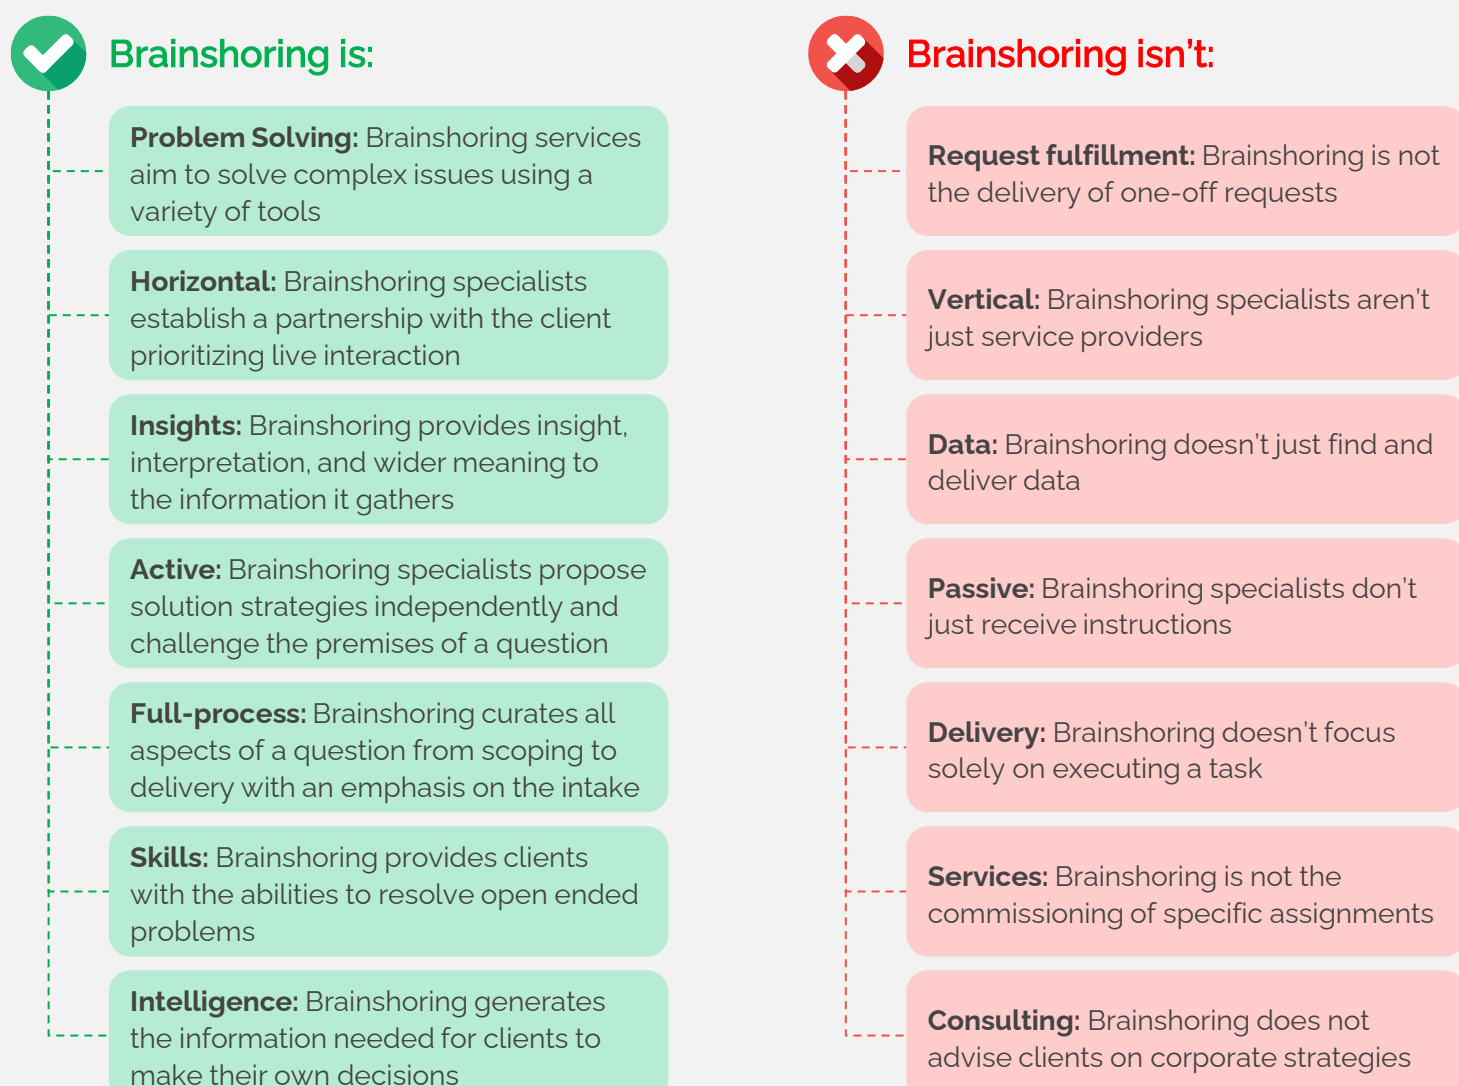 Brainshoring is:
Problem Solving: Brainshoring services
aim to solve complex issues using a
variety of tools
Horizontal: Brainshoring specialists
establish a partnership with the client
prioritizing live interaction
Insights: Brainshoring provides insight,
interpretation, and wider meaning to
the information it gathers
Active: Brainshoring specialists propose
solution strategies independently and
challenge the premises of a question
Full-process: Brainshoring curates all
aspects of a question from scoping to
delivery with an emphasis on the intake
Skills: Brainshoring provides clients
with the abilities to resolve open ended
problems
Intelligence: Brainshoring generates
the information needed for clients to
make their own decisions
Brainshoring isn’t:
Request fulfillment: Brainshoring is not
the delivery of one-off requests
Vertical: Brainshoring specialists aren’t
just service providers
Data: Brainshoring doesn’t just find and
deliver data
Passive: Brainshoring specialists don’t
just receive instructions
Delivery: Brainshoring doesn’t focus
solely on executing a task
Services: Brainshoring is not the
commissioning of specific assignments
Consulting: Brainshoring does not
advise clients on corporate strategies